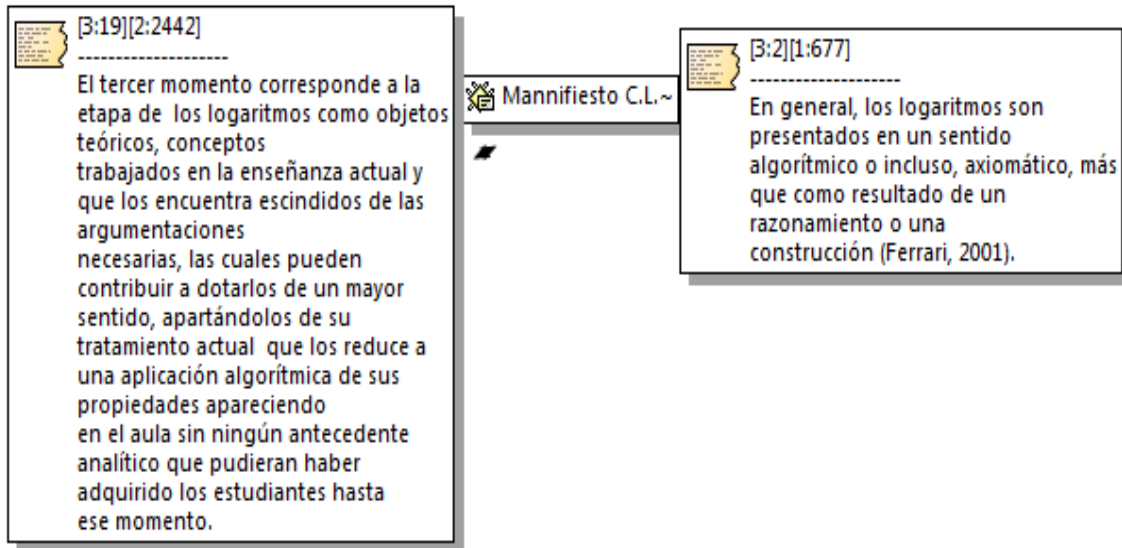 [3:19][2:2442]
--------------------
El tercer momento corresponde a la
etapa de los logaritmos como objetos
teóricos, conceptos
trabajados en la enseñanza actual y
que los encuentra escindidos de las
argumentaciones
necesarias, las cuales pueden
contribuir a dotarlos de un mayor
sentido, apartándolos de su
tratamiento actual que los reduce a
una aplicación algorítmica de sus
propiedades apareciendo
en el aula sin ningún antecedente
analítico que pudieran haber
adquirido los estudiantes hasta
ese momento.
Mannifiesto C.L.~
[3:2][1:677]
--------------------
En general, los logaritmos son
presentados en un sentido
algorítmico o incluso, axiomático, más
que como resultado de un
razonamiento o una
construcción (Ferrari, 2001).